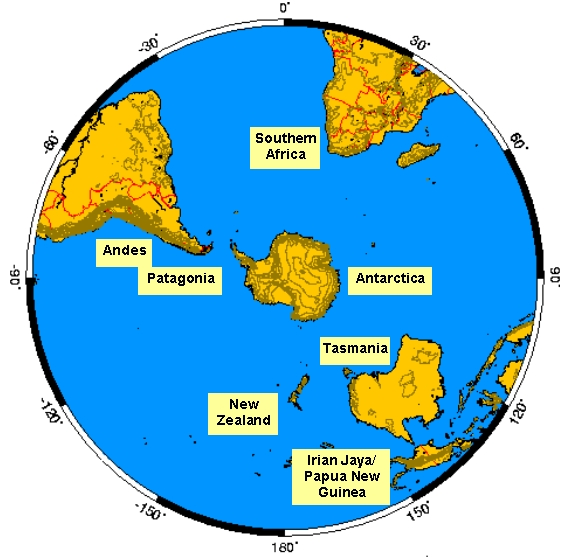 0°
-30°
30°
-60°
60°
Southern
Africa
Andes
Patagonia
Antarctica
-90°
90°
Tasmania
New
Zealand
Irian Jaya/
Papua New
Guinea
-120°
120°
-150°
150°
180°